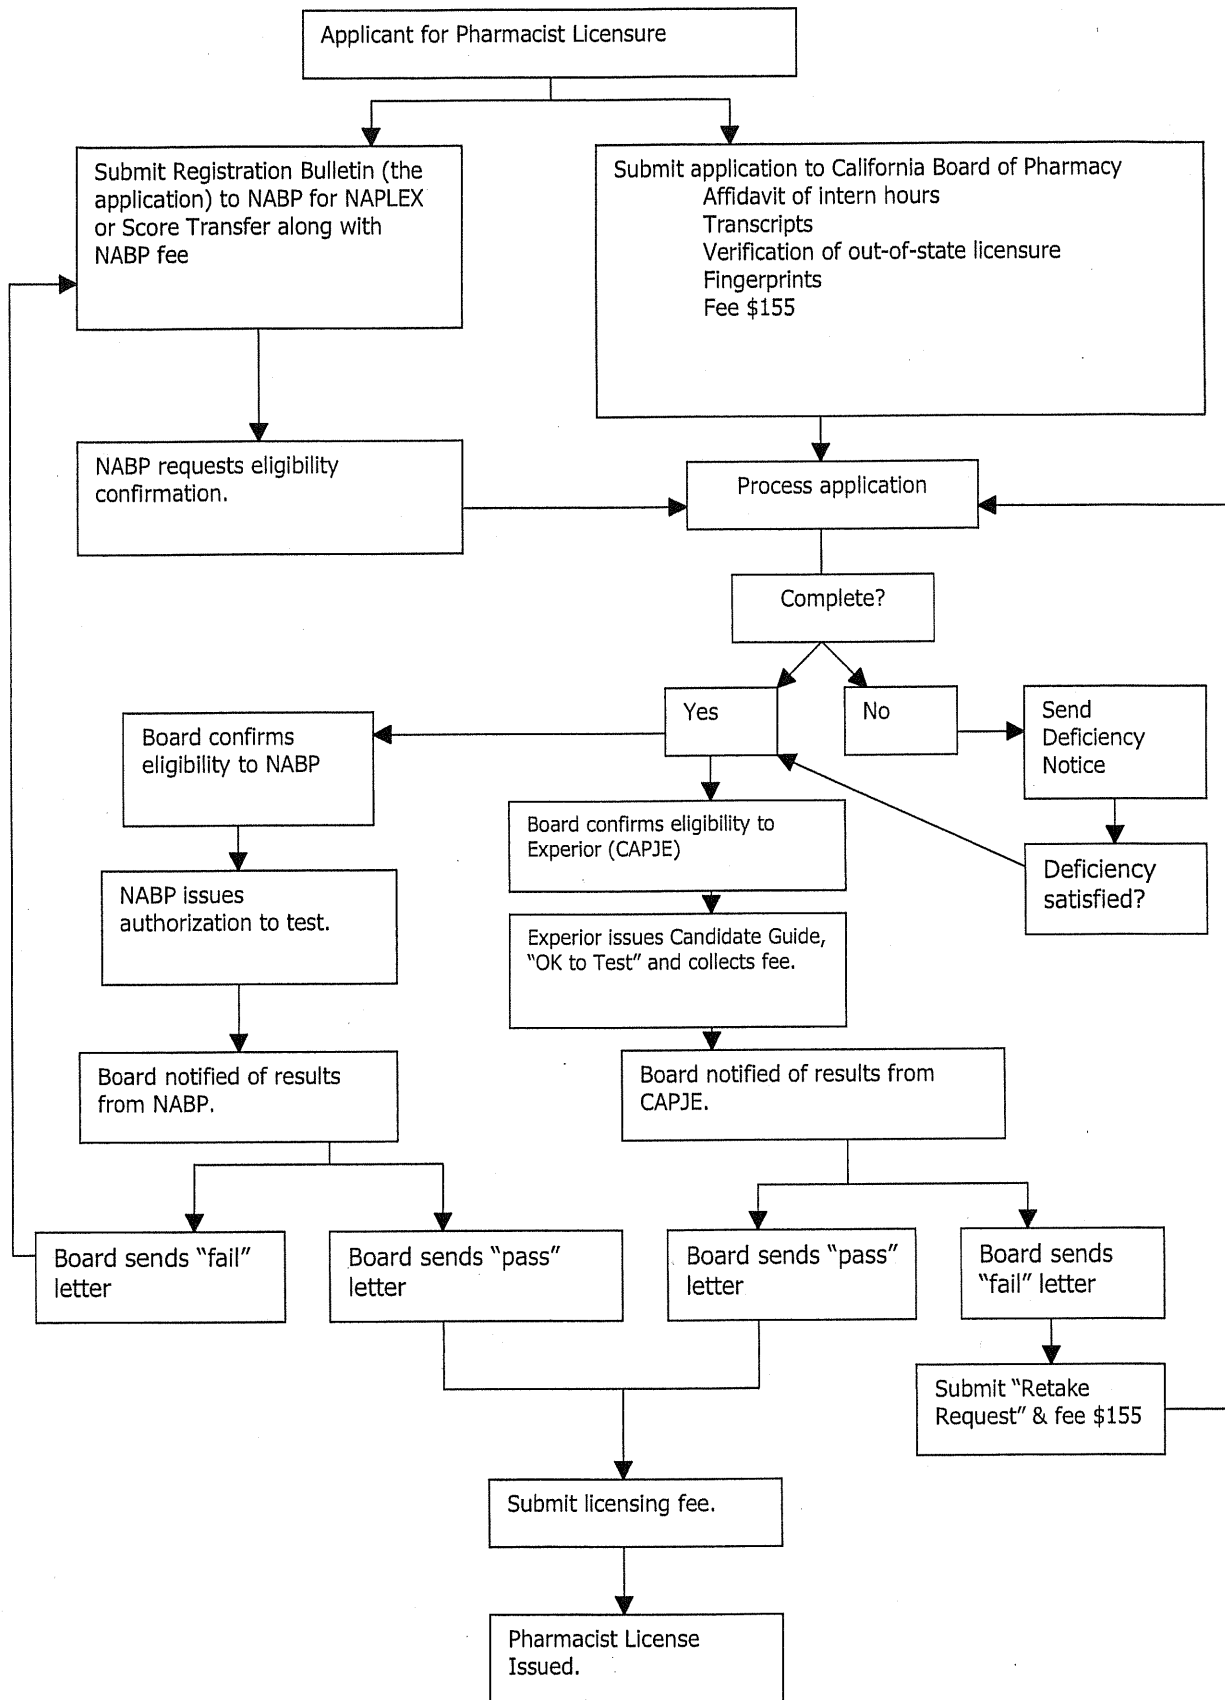 Applicant for Pharmacist Licensure
Submit Registration Bulletin (the
application) to NABP for NAPLEX
or Score Transfer along with
NABP fee
Submit application to California Board of Pharmacy
Affidavit of intern hours
Transcripts
Verification of out-of-state licensure
Fingerprints
Fee $155
NABP requests eligibility
confirmation.
Process application
Complete?
Yes
No
Send
Deficiency
Notice
Board confirms
eligibility to NABP
Board confirms eligibility to
Experior (CAPJE)
Deficiency
satisfied?
NABP issues
authorization to test.
Experior issues Candidate Guide,
“OK to Test” and collects fee.
Board notified of results
from NABP.
Board notified of results from
CAPJE.
Board sends “fail”
letter
Board sends “pass”
letter
Board sends “pass”
letter
Board sends
“fail” letter
Submit “Retake
Request” & fee $155
Submit licensing fee.
Pharmacist License
Issued.